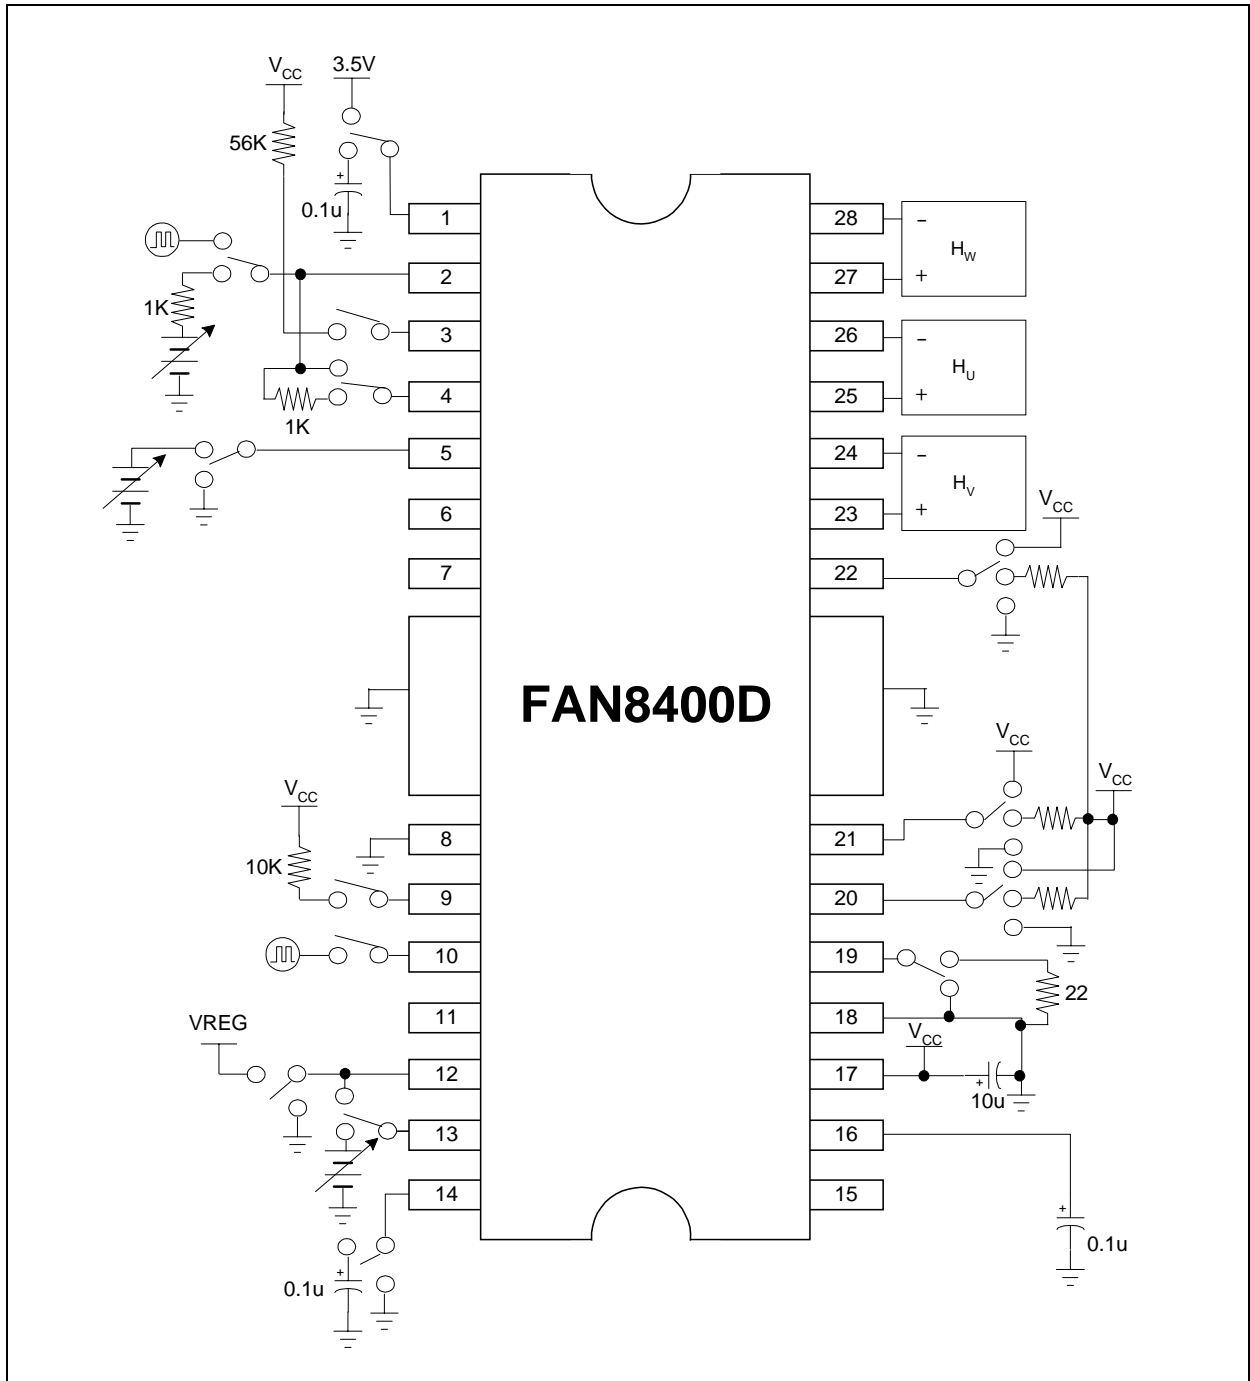 VCC
3.5V
56K
0.1u
+
1
2
1K
3
4
1K
5
6
7
28
−
HW
27
+
26
−
HU
25
+
24
−
HV
23
+
VCC
22
FAN8400D
VCC
VCC
VCC
8
10K
9
10
11
VREG
12
13
14
+
0.1u
21
20
19
22
18
VCC
17
+
10u
16
15
+
0.1u